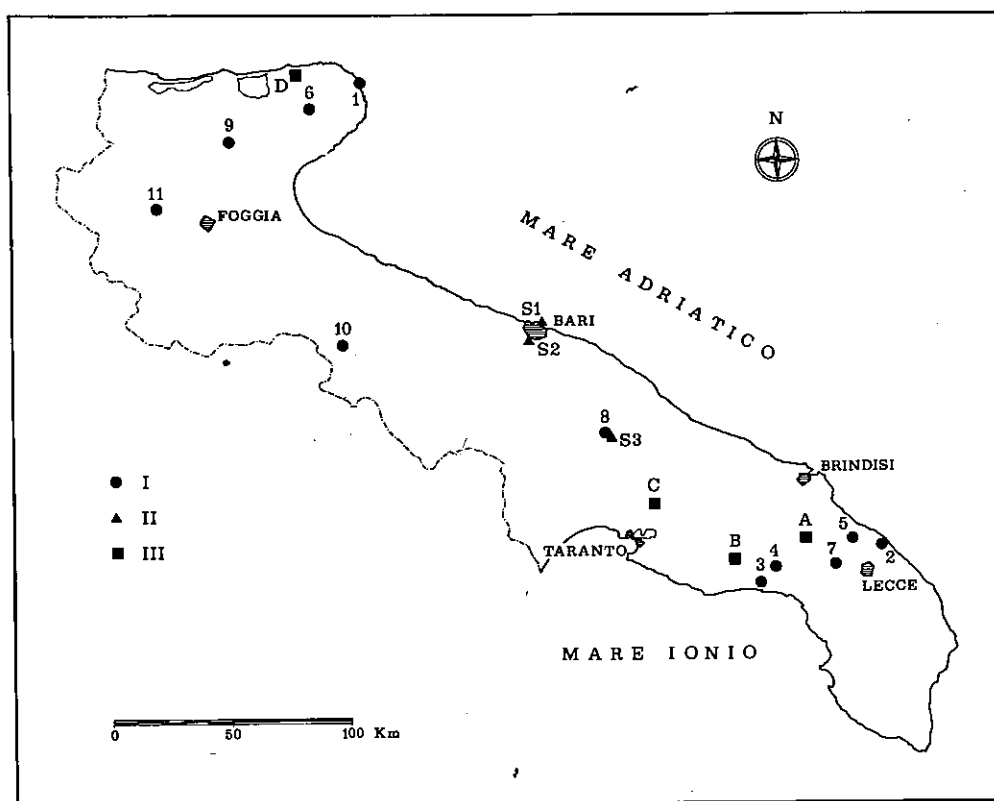 D
6
1
9
N
11
FOGGIA
MARE ADRIATICO
S1
BARI
S2
10
8
S3
BRINDISI
I
C
A
5
II
B
4
7
2
TARANTO
3
III
LECCE
MARE IONIO
0 50 100 Km